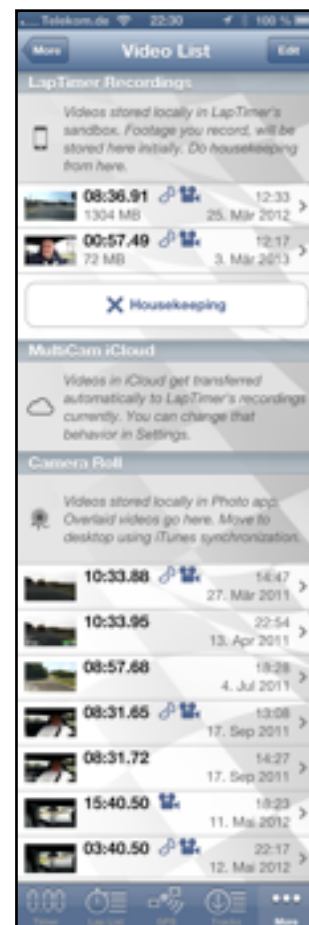 Telekom.de 22:30 100 %
More Video List Edit
LapTimer Recordings
Videos stored locally in LapTimer's
sandbox. Footage you record, will be
stored here initially. Do housekeeping
from here.
08:36.91 12:33
1304 MB 25. Mär 2012
00:57.49 12:17
72 MB 3. Mär 2013
Housekeeping
MultiCam iCloud
Videos in iCloud get transferred
automatically to LapTimer's recordings
currently. You can change that
behavior in Settings.
Camera Roll
Videos stored locally in Photo app.
Overlaid videos go here. Move to
desktop using iTunes synchronization.
10:33.88 14:47
27. Mär 2011
10:33.95 22:54
13. Apr 2011
08:57.68 18:28
4. Jul 2011
08:31.65 13:08
17. Sep 2011
08:31.72 14:27
17. Sep 2011
15:40.50 18:23
11. Mai 2012
03:40.50 22:17
12. Mai 2012
0:00
Timer Lap List GPS Tracks More